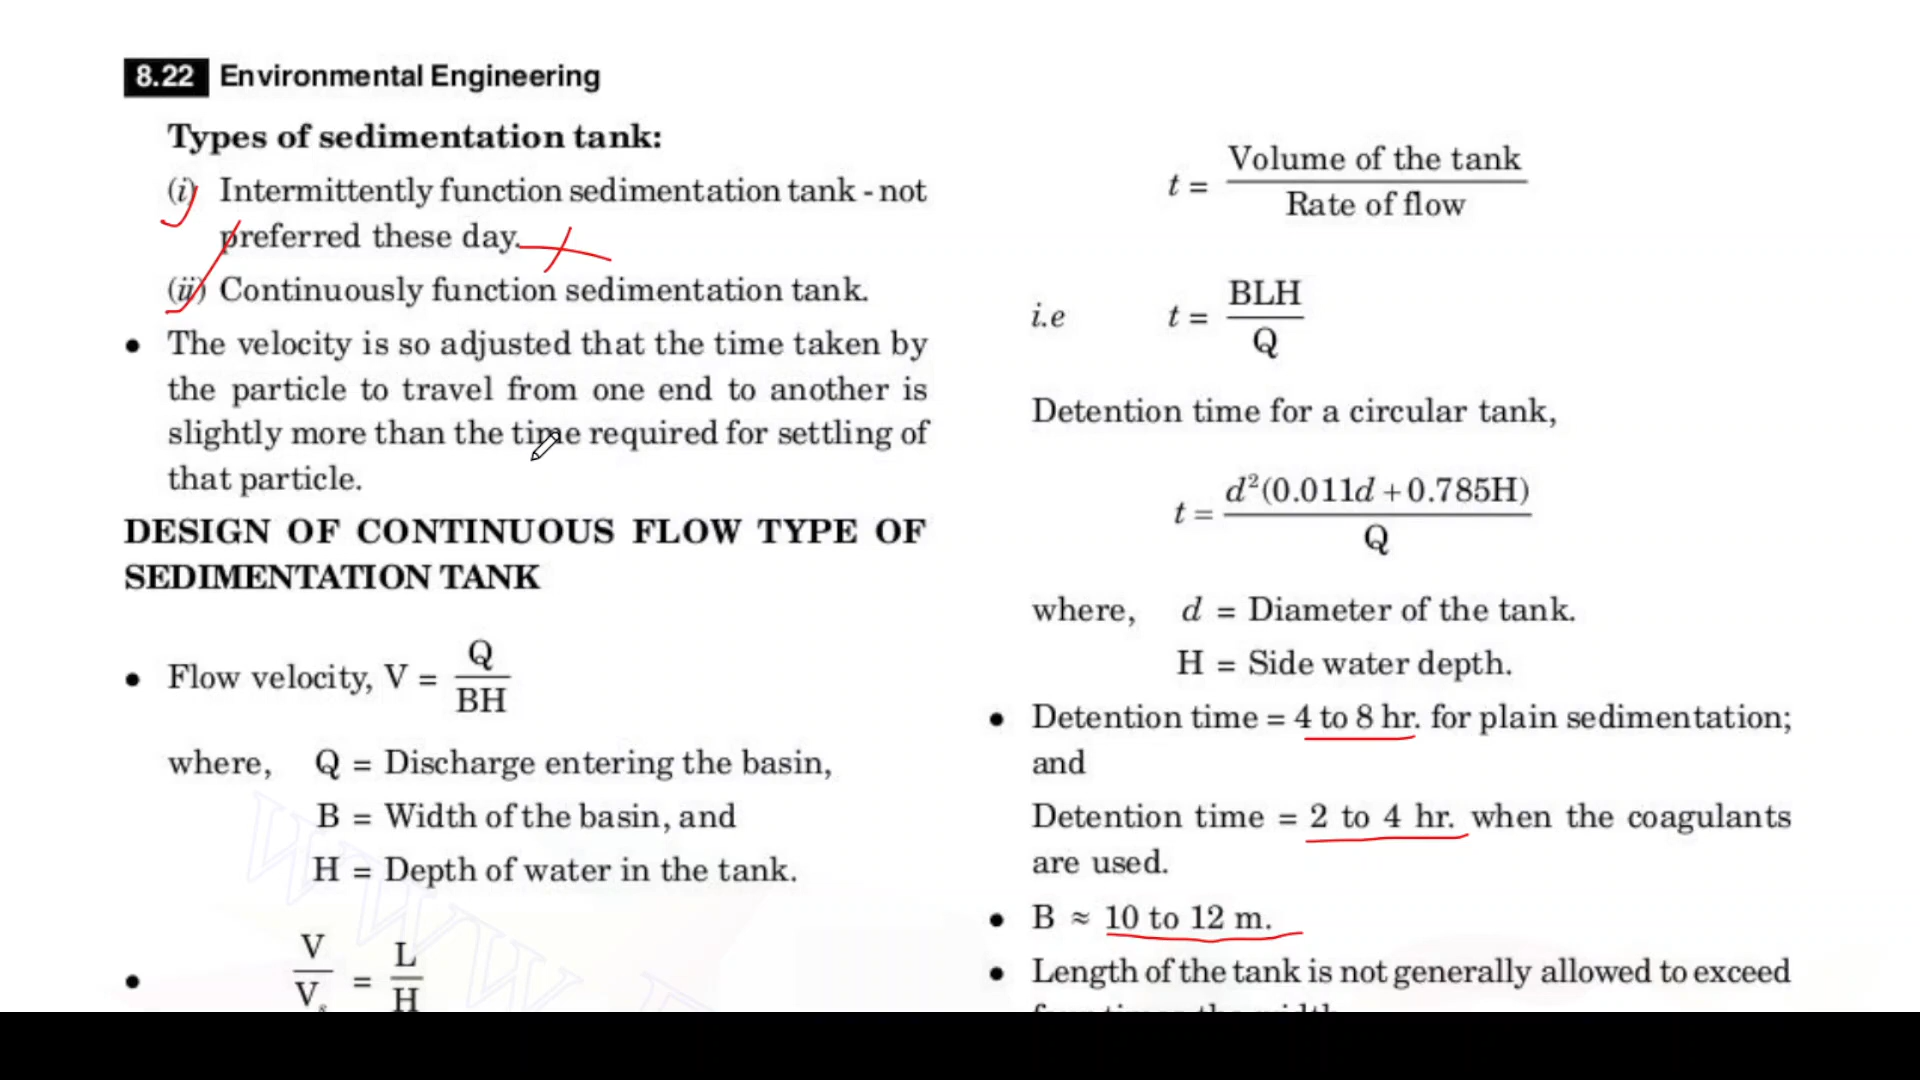 8.22 Environmental Engineering
Types of sedimentation tank:
(i) Intermittently function sedimentation tank - not
preferred these day.
(ii) Continuously function sedimentation tank.
• The velocity is so adjusted that the time taken by
the particle to travel from one end to another is
slightly more than the time required for settling of
that particle.
DESIGN OF CONTINUOUS FLOW TYPE OF
SEDIMENTATION TANK
• Flow velocity, V = Q/BH
where, Q = Discharge entering the basin,
B = Width of the basin, and
H = Depth of water in the tank.
• V/Vₛ = L/H
t = Volume of the tank/Rate of flow
i.e t = BLH/Q
Detention time for a circular tank,
t = d²(0.011d + 0.785H)/Q
where, d = Diameter of the tank.
H = Side water depth.
• Detention time = 4 to 8 hr. for plain sedimentation;
and
Detention time = 2 to 4 hr. when the coagulants
are used.
• B ≈ 10 to 12 m.
• Length of the tank is not generally allowed to exceed